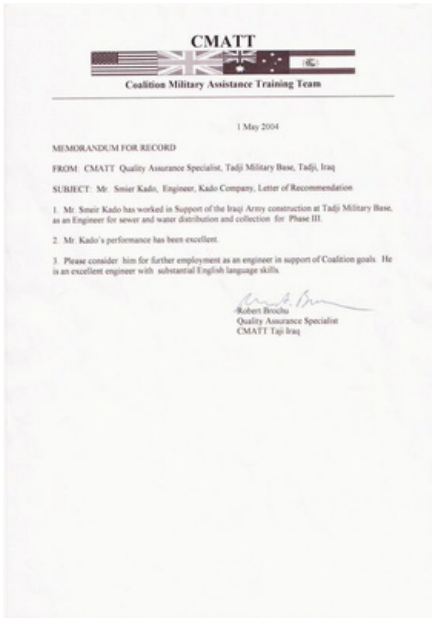 CMATT
Coalition Military Assistance Training Team
1 May 2004
MEMORANDUM FOR RECORD
FROM CMATT Quality Assurance Specialist, Tadji Military Base, Tadji, Iraq
SUBJECT: Mr. Smier Kado, Engineer, Kado Company, Letter of Recommendation
1. Mr. Smeir Kado has worked in Support of the Iraqi Army construction at Tadji Military Base,
as an Engineer for sewer and water distribution and collection for Phase III.
2. Mr. Kado's performance has been excellent.
3. Please consider him for further employment as an engineer in support of Coalition goals. He
is an excellent engineer with substantial English language skills.
Robert Brochu
Quality Assurance Specialist
CMATT Taji Iraq